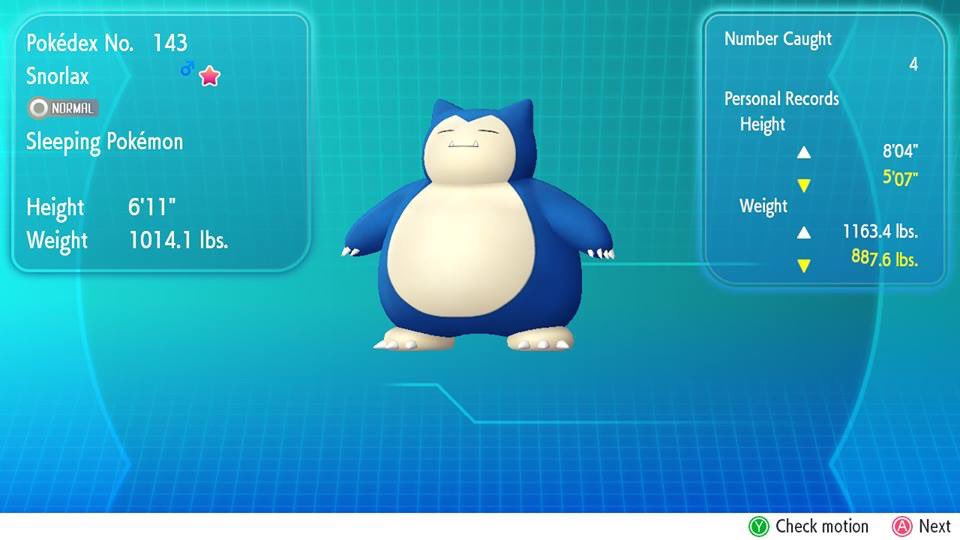 Pokédex No. 143
Snorlax ♂
NORMAL
Sleeping Pokémon
Height 6'11"
Weight 1014.1 lbs.
Number Caught
4
Personal Records
Height
▲ 8'04"
▼ 5'07"
Weight
▲ 1163.4 lbs.
▼ 887.6 lbs.
Y Check motion A Next